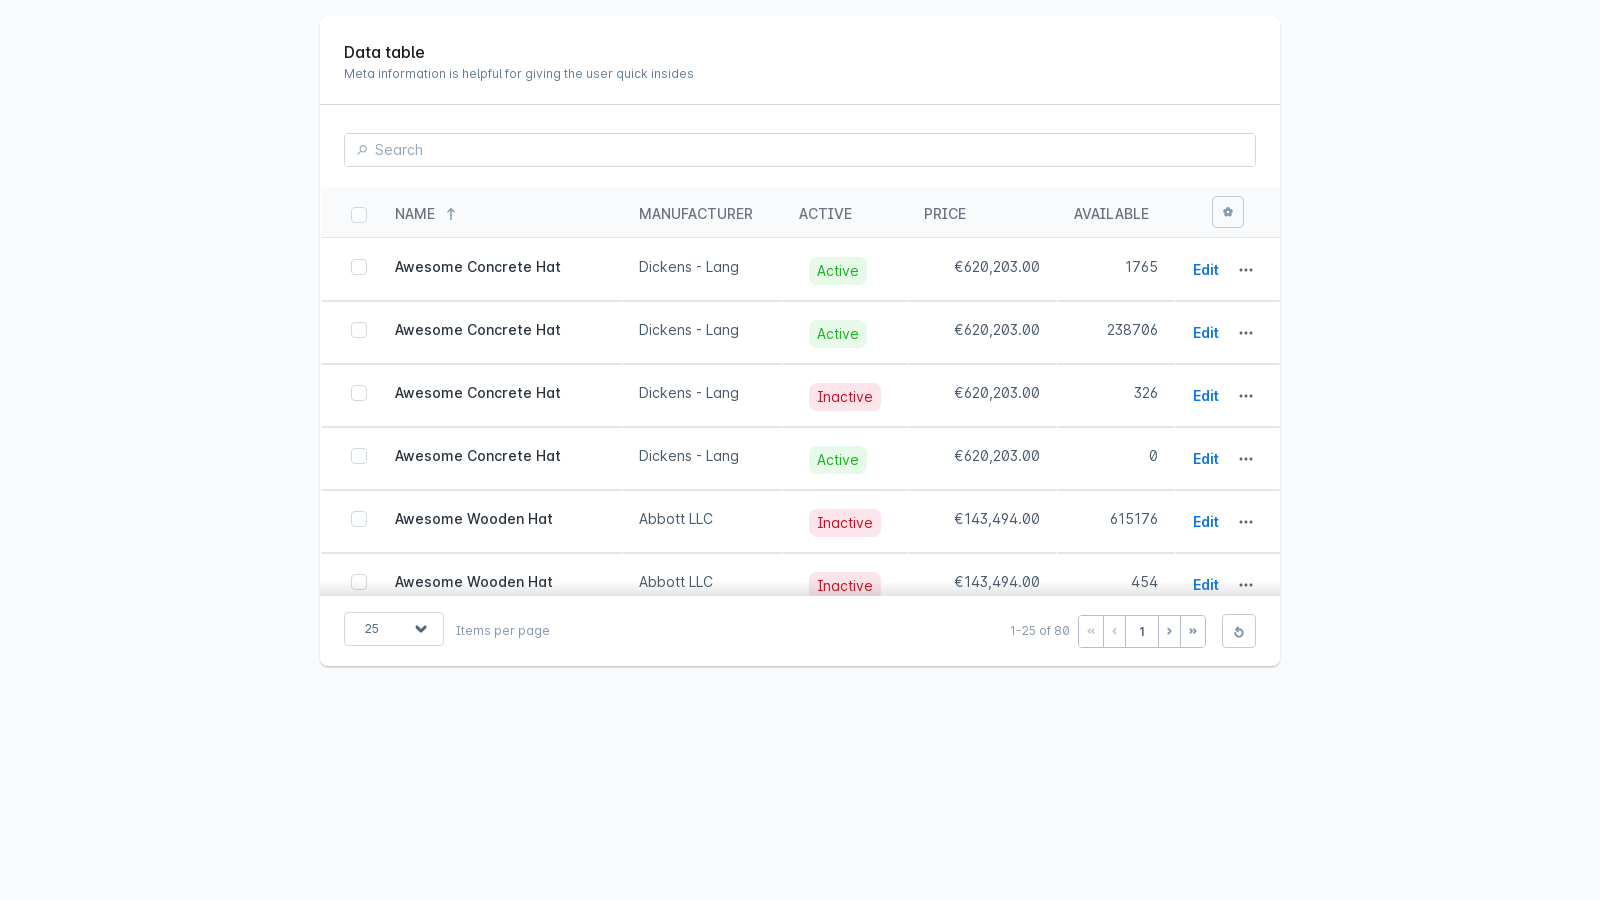 Data table
Meta information is helpful for giving the user quick insides
Search
NAME MANUFACTURER ACTIVE PRICE AVAILABLE
Awesome Concrete Hat Dickens - Lang Active €620,203.00 1765 Edit
Awesome Concrete Hat Dickens - Lang Active €620,203.00 238706 Edit
Awesome Concrete Hat Dickens - Lang Inactive €620,203.00 326 Edit
Awesome Concrete Hat Dickens - Lang Active €620,203.00 0 Edit
Awesome Wooden Hat Abbott LLC Inactive €143,494.00 615176 Edit
Awesome Wooden Hat Abbott LLC Inactive €143,494.00 454 Edit
25 Items per page 1-25 of 80 « ‹ 1 › »